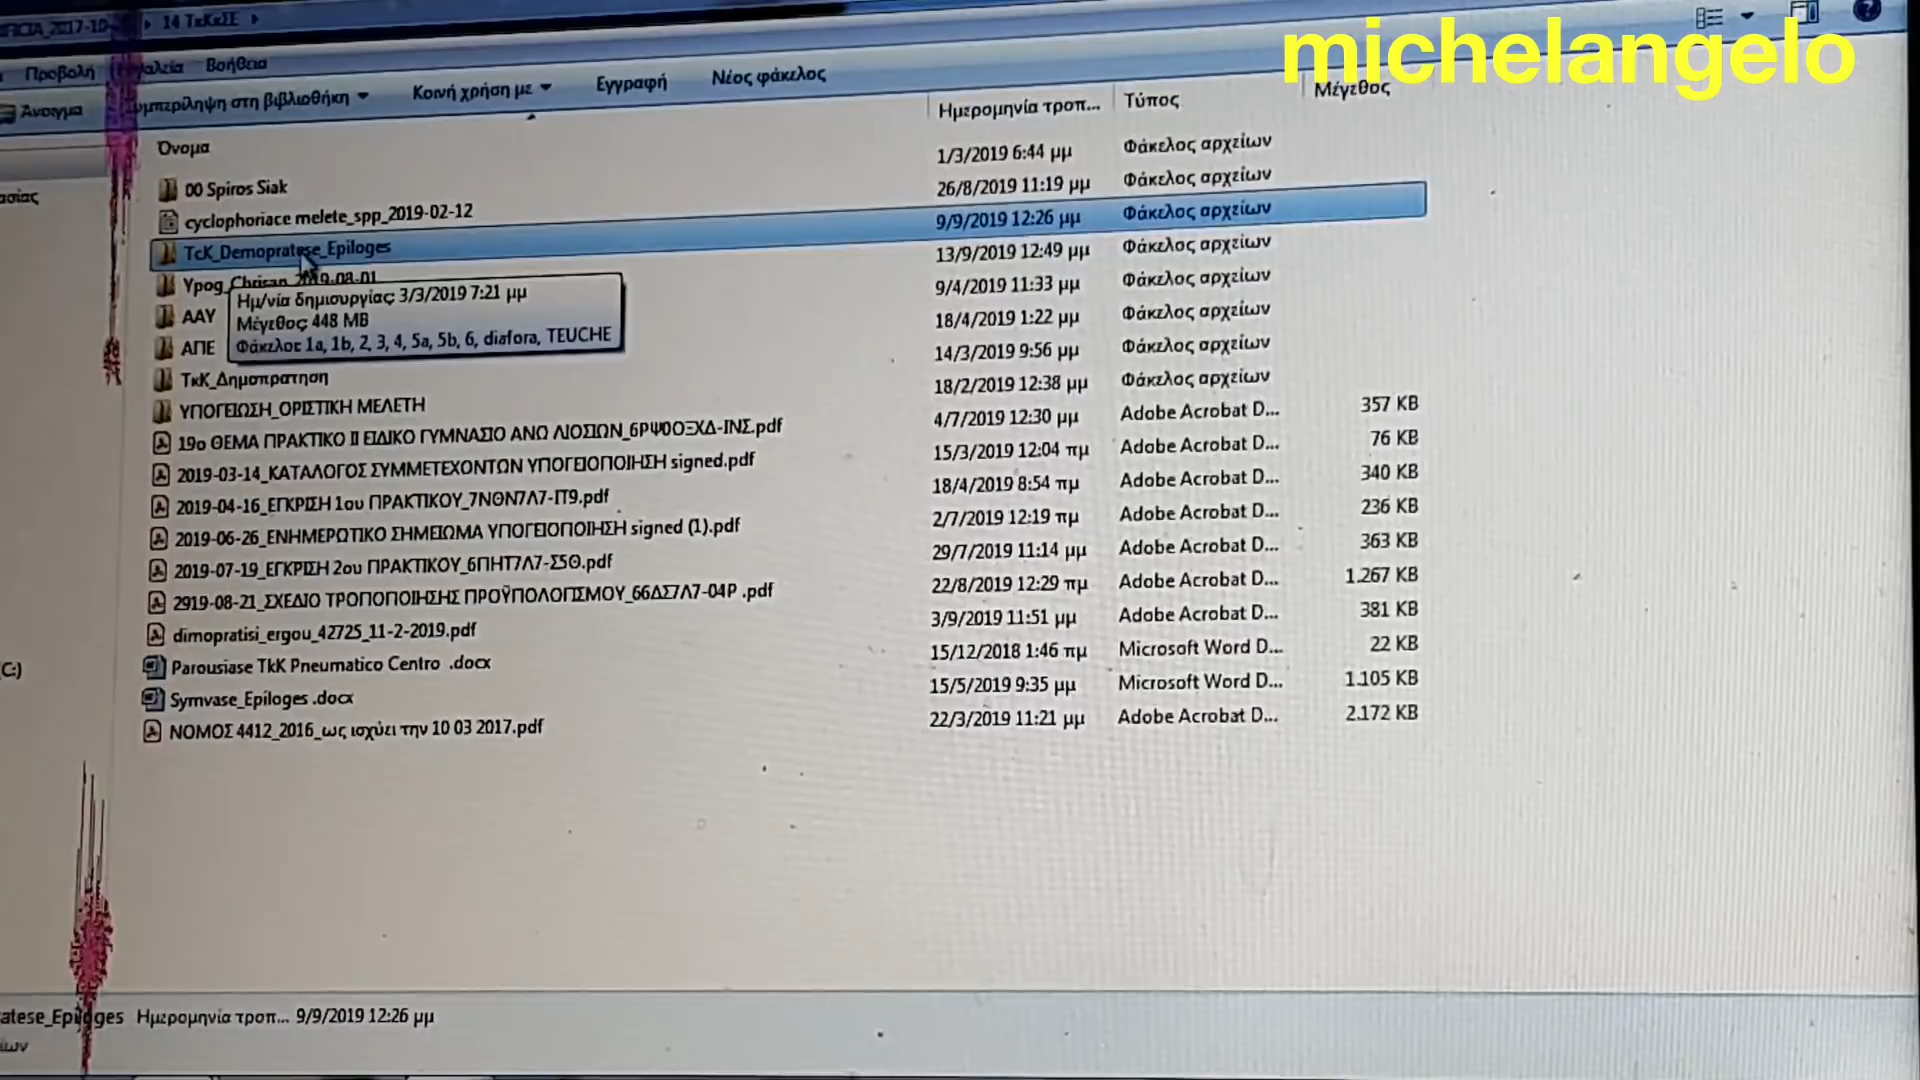 14 ΤκΚκΣΕ
michelangelo
Προβολή Βοήθεια
Άνοιγμα συμπερίληψη στη βιβλιοθήκη Κοινή χρήση με Εγγραφή Νέος φάκελος
Όνομα Ημερομηνία τροπ... Τύπος Μέγεθος
00 Spiros Siak 1/3/2019 6:44 μμ Φάκελος αρχείων
cyclophoriace melete_spp_2019-02-12 26/8/2019 11:19 μμ Φάκελος αρχείων
TcK_Demopratese_Epiloges 9/9/2019 12:26 μμ Φάκελος αρχείων
Ypog_Chrisan_2019-08-01 13/9/2019 12:49 μμ Φάκελος αρχείων
Ημ/νία δημιουργίας: 3/3/2019 7:21 μμ
Μέγεθος: 448 MB
Φάκελοι: 1a, 1b, 2, 3, 4, 5a, 5b, 6, diafora, TEUCHE
ΑΑΥ 9/4/2019 11:33 μμ Φάκελος αρχείων
ΑΠΕ 18/4/2019 1:22 μμ Φάκελος αρχείων
ΤκΚ_Δημοπρατηση 14/3/2019 9:56 μμ Φάκελος αρχείων
ΥΠΟΓΕΙΩΣΗ_ΟΡΙΣΤΙΚΗ ΜΕΛΕΤΗ 18/2/2019 12:38 μμ Φάκελος αρχείων
19ο ΘΕΜΑ ΠΡΑΚΤΙΚΟ ΙΙ ΕΙΔΙΚΟ ΓΥΜΝΑΣΙΟ ΑΝΩ ΛΙΟΣΙΩΝ_6ΡΨ0ΟΞΧΔ-ΙΝΣ.pdf 4/7/2019 12:30 μμ Adobe Acrobat D... 357 KB
2019-03-14_ΚΑΤΑΛΟΓΟΣ ΣΥΜΜΕΤΕΧΟΝΤΩΝ ΥΠΟΓΕΙΟΠΟΙΗΣΗ signed.pdf 15/3/2019 12:04 πμ Adobe Acrobat D... 76 KB
2019-04-16_ΕΓΚΡΙΣΗ 1ου ΠΡΑΚΤΙΚΟΥ_7ΝΘΝ7Λ7-ΙΤ9.pdf 18/4/2019 8:54 πμ Adobe Acrobat D... 340 KB
2019-06-26_ΕΝΗΜΕΡΩΤΙΚΟ ΣΗΜΕΙΩΜΑ ΥΠΟΓΕΙΟΠΟΙΗΣΗ signed (1).pdf 2/7/2019 12:19 πμ Adobe Acrobat D... 236 KB
2019-07-19_ΕΓΚΡΙΣΗ 2ου ΠΡΑΚΤΙΚΟΥ_6ΠΗΤ7Λ7-Σ5Θ.pdf 29/7/2019 11:14 μμ Adobe Acrobat D... 363 KB
2919-08-21_ΣΧΕΔΙΟ ΤΡΟΠΟΠΟΙΗΣΗΣ ΠΡΟΫΠΟΛΟΓΙΣΜΟΥ_66ΔΣ7Λ7-04Ρ .pdf 22/8/2019 12:29 πμ Adobe Acrobat D... 1.267 KB
dimopratisi_ergou_42725_11-2-2019.pdf 3/9/2019 11:51 μμ Adobe Acrobat D... 381 KB
Parousiase TkK Pneumatico Centro .docx 15/12/2018 1:46 πμ Microsoft Word D... 22 KB
Symvase_Epiloges .docx 15/5/2019 9:35 μμ Microsoft Word D... 1.105 KB
ΝΟΜΟΣ 4412_2016_ως ισχύει την 10 03 2017.pdf 22/3/2019 11:21 μμ Adobe Acrobat D... 2.172 KB
atese_Epiloges Ημερομηνία τροπ... 9/9/2019 12:26 μμ